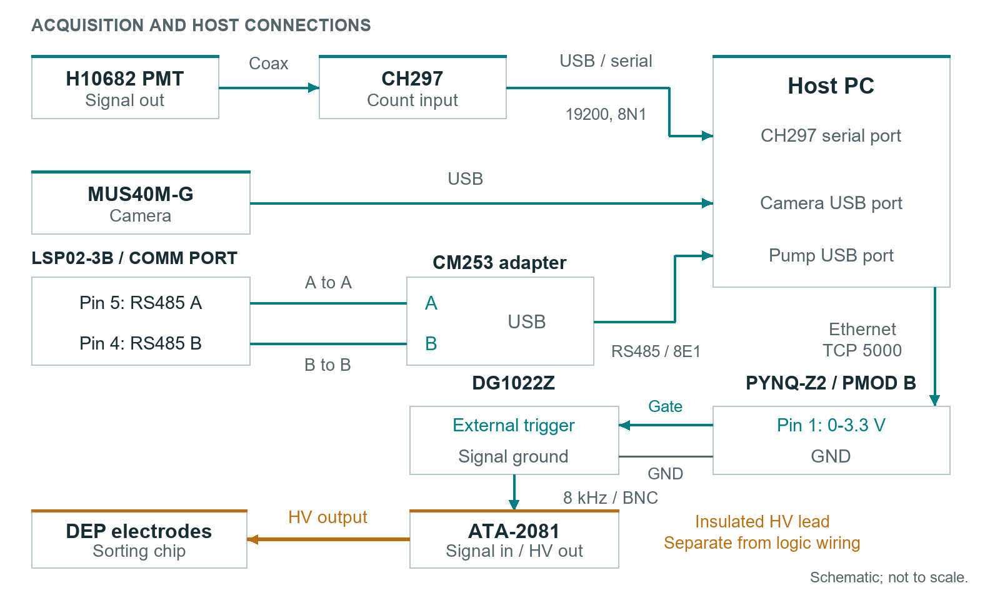 ACQUISITION AND HOST CONNECTIONS
H10682 PMT
Signal out
Coax
CH297
Count input
USB / serial
19200, 8N1
Host PC
CH297 serial port
Camera USB port
Pump USB port
MUS40M-G
Camera
USB
LSP02-3B / COMM PORT
Pin 5: RS485 A
Pin 4: RS485 B
A to A
B to B
CM253 adapter
A
B
USB
RS485 / 8E1
Ethernet
TCP 5000
DG1022Z
External trigger
Signal ground
Gate
GND
PYNQ-Z2 / PMOD B
Pin 1: 0-3.3 V
GND
8 kHz / BNC
DEP electrodes
Sorting chip
HV output
ATA-2081
Signal in / HV out
Insulated HV lead
Separate from logic wiring
Schematic; not to scale.